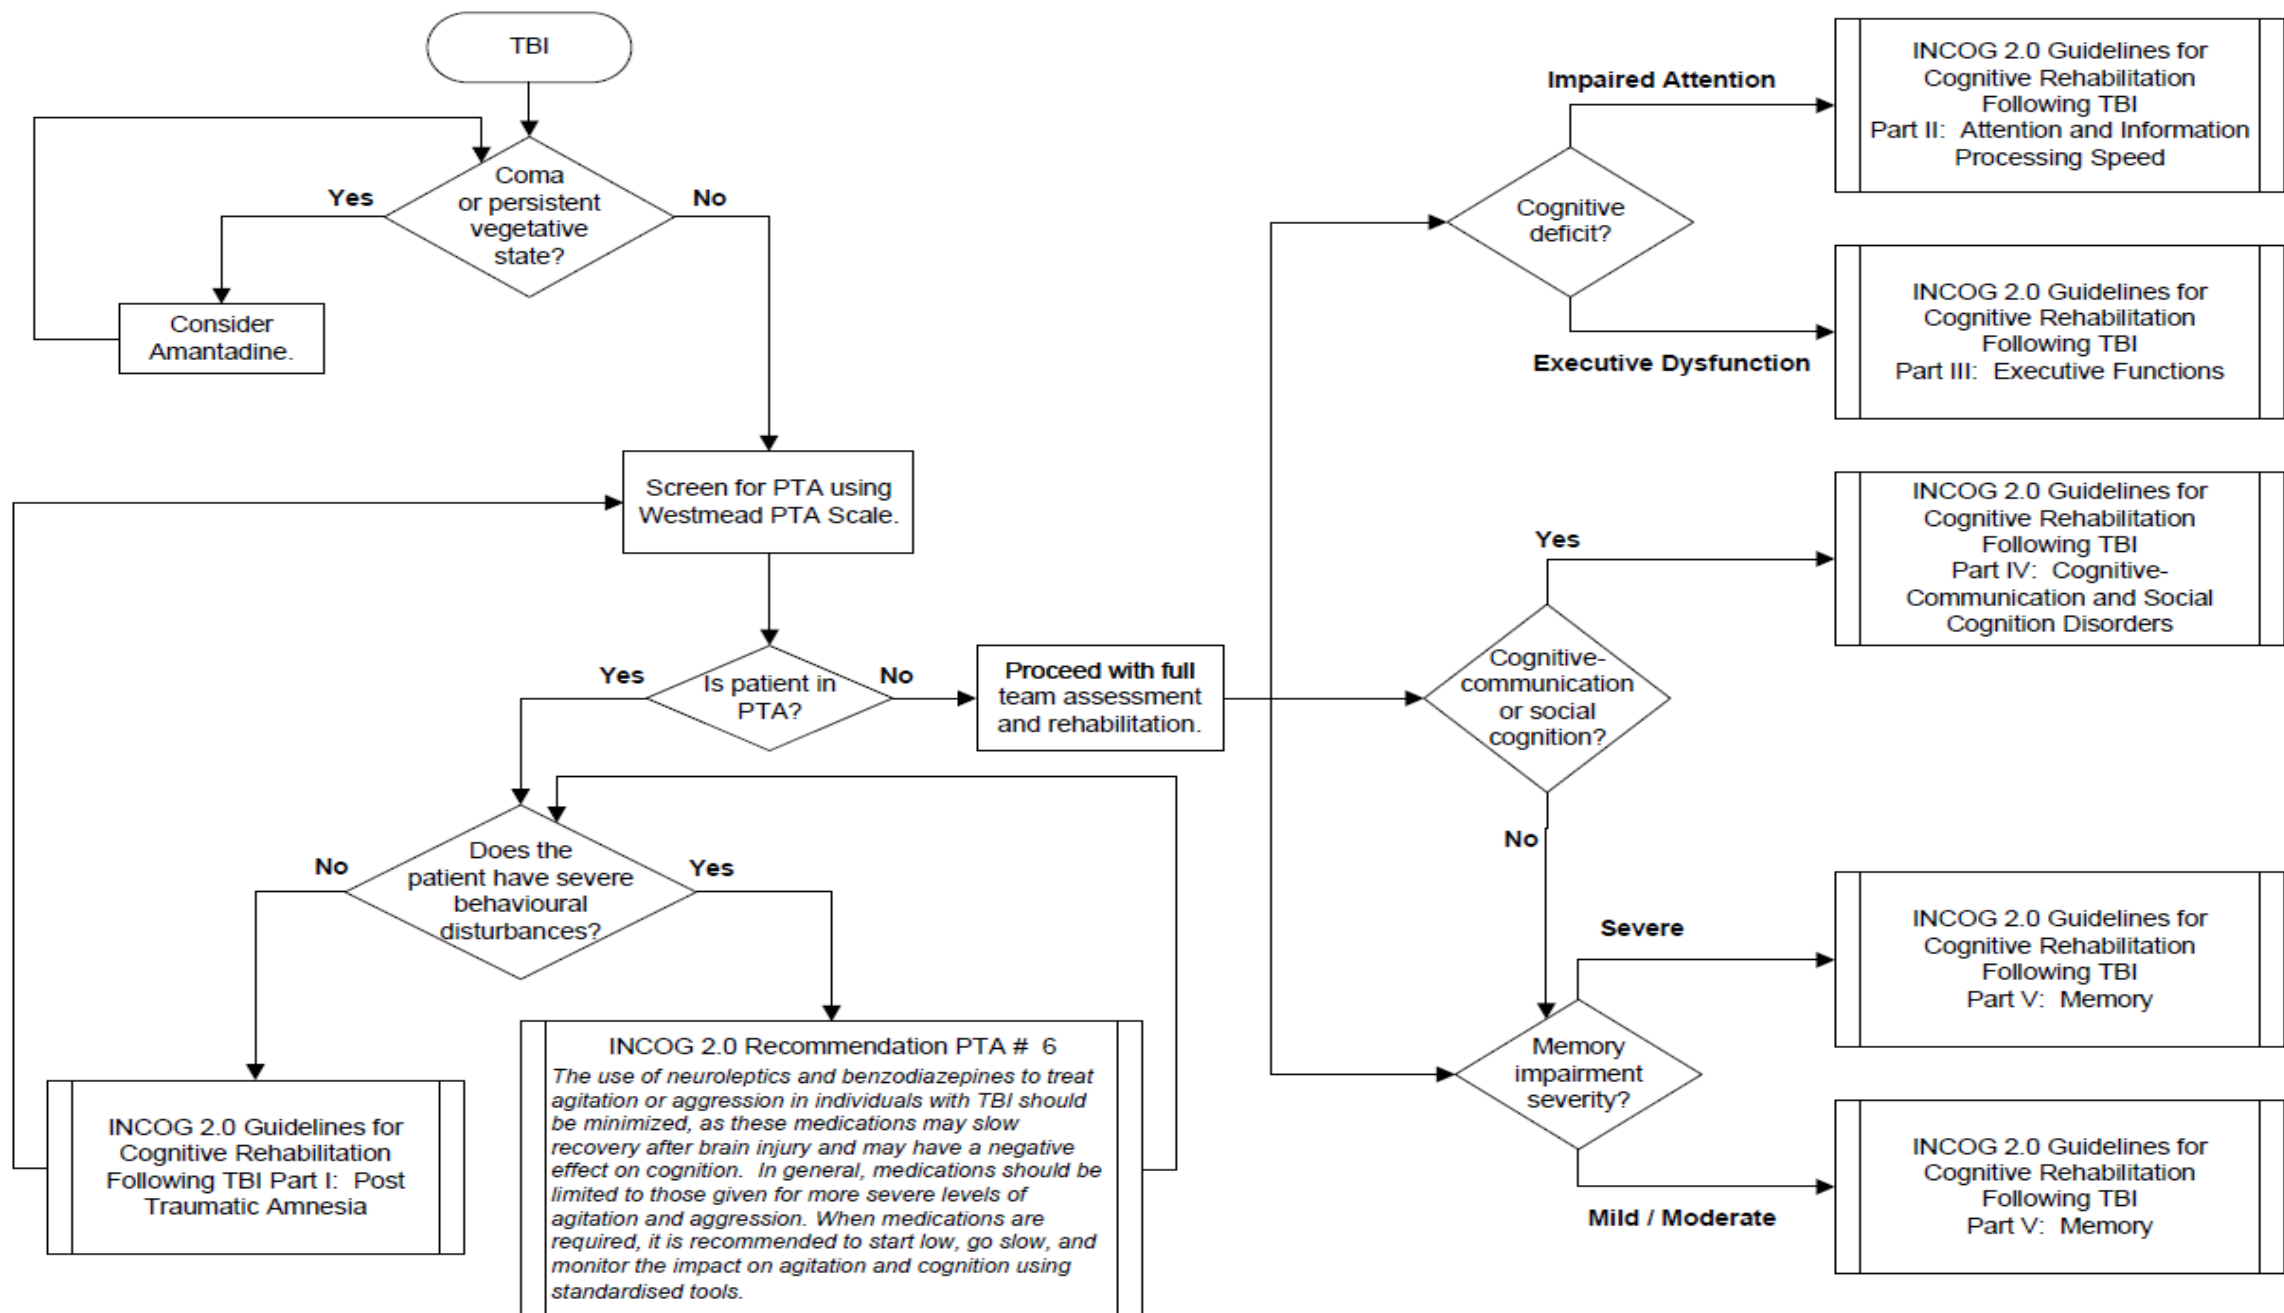 TBI
Coma
or persistent
vegetative
state?
Yes
No
Consider
Amantadine.
Screen for PTA using
Westmead PTA Scale.
Is patient in
PTA?
Yes
No
Proceed with full
team assessment
and rehabilitation.
Does the
patient have severe
behavioural
disturbances?
No
Yes
INCOG 2.0 Guidelines for
Cognitive Rehabilitation
Following TBI Part I: Post
Traumatic Amnesia
INCOG 2.0 Recommendation PTA # 6
The use of neuroleptics and benzodiazepines to treat
agitation or aggression in individuals with TBI should
be minimized, as these medications may slow
recovery after brain injury and may have a negative
effect on cognition. In general, medications should be
limited to those given for more severe levels of
agitation and aggression. When medications are
required, it is recommended to start low, go slow, and
monitor the impact on agitation and cognition using
standardised tools.
Cognitive
deficit?
Impaired Attention
INCOG 2.0 Guidelines for
Cognitive Rehabilitation
Following TBI
Part II: Attention and Information
Processing Speed
Executive Dysfunction
INCOG 2.0 Guidelines for
Cognitive Rehabilitation
Following TBI
Part III: Executive Functions
Cognitive-
communication
or social
cognition?
Yes
INCOG 2.0 Guidelines for
Cognitive Rehabilitation
Following TBI
Part IV: Cognitive-
Communication and Social
Cognition Disorders
No
Memory
impairment
severity?
Severe
INCOG 2.0 Guidelines for
Cognitive Rehabilitation
Following TBI
Part V: Memory
Mild / Moderate
INCOG 2.0 Guidelines for
Cognitive Rehabilitation
Following TBI
Part V: Memory